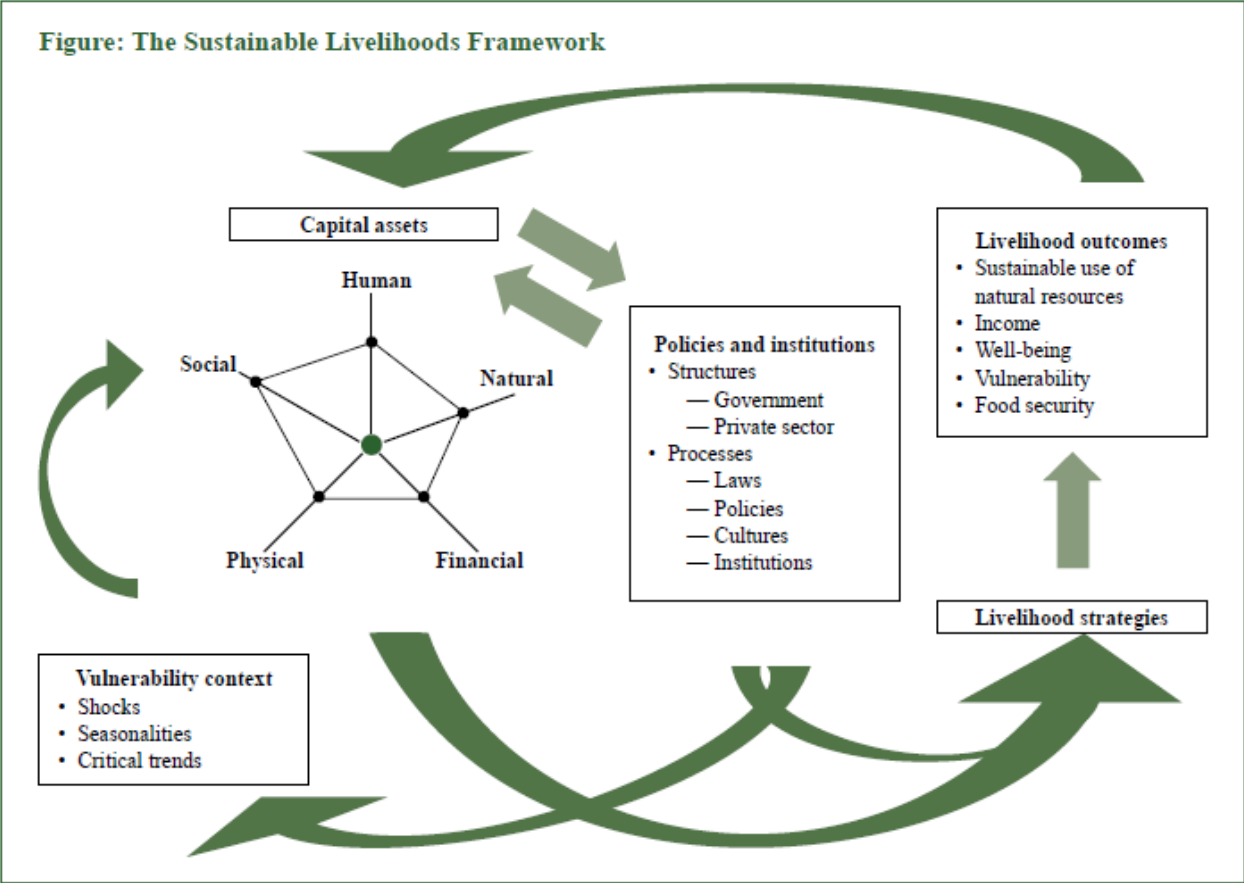 Figure: The Sustainable Livelihoods Framework
Capital assets
Human
Social
Natural
Physical
Financial
Policies and institutions
• Structures
— Government
— Private sector
• Processes
— Laws
— Policies
— Cultures
— Institutions
Livelihood outcomes
• Sustainable use of
natural resources
• Income
• Well-being
• Vulnerability
• Food security
Livelihood strategies
Vulnerability context
• Shocks
• Seasonalities
• Critical trends